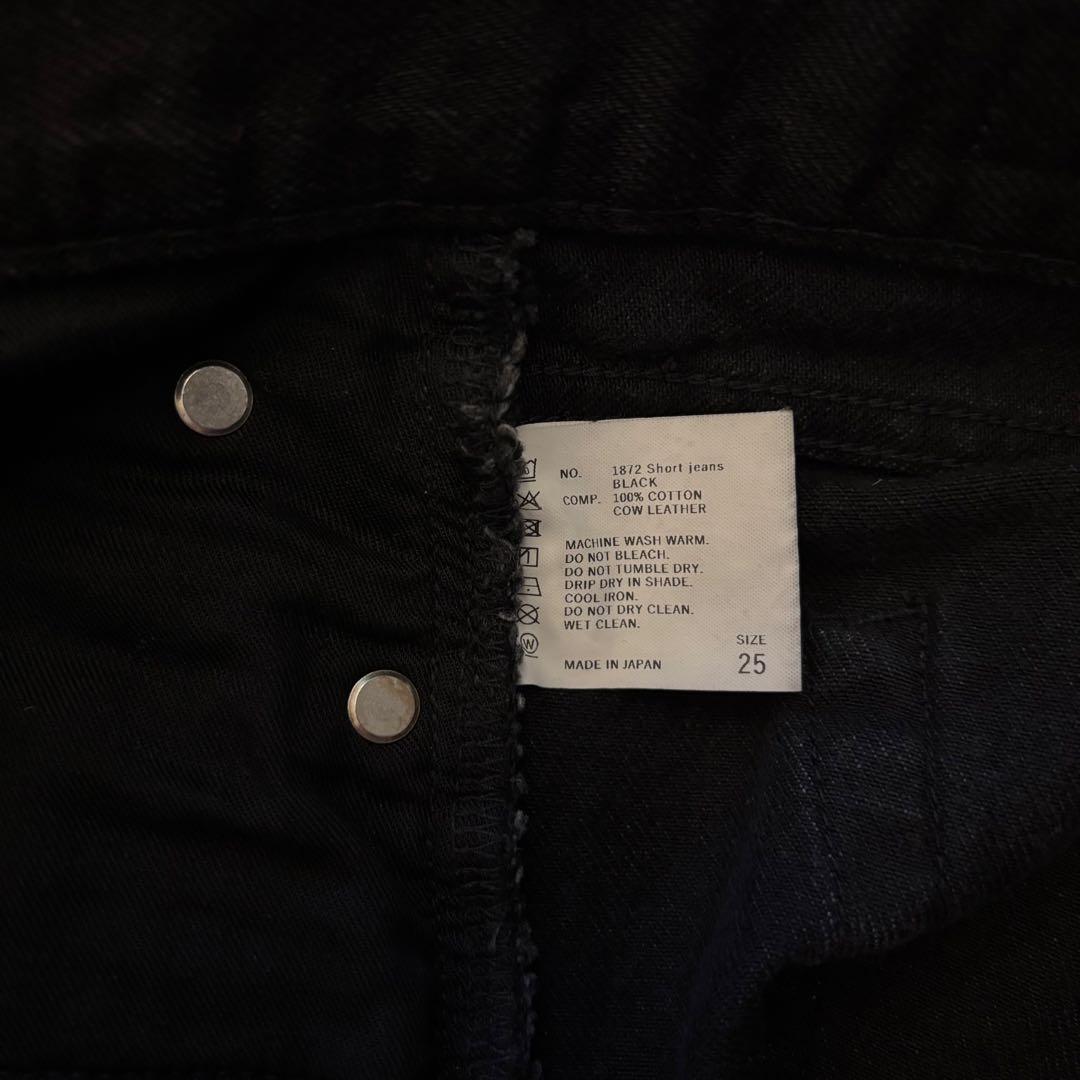 NO. 1872 Short jeans
BLACK
COMP. 100% COTTON
COW LEATHER
MACHINE WASH WARM.
DO NOT BLEACH.
DO NOT TUMBLE DRY.
DRIP DRY IN SHADE.
COOL IRON.
DO NOT DRY CLEAN.
WET CLEAN.
W
SIZE
MADE IN JAPAN 25